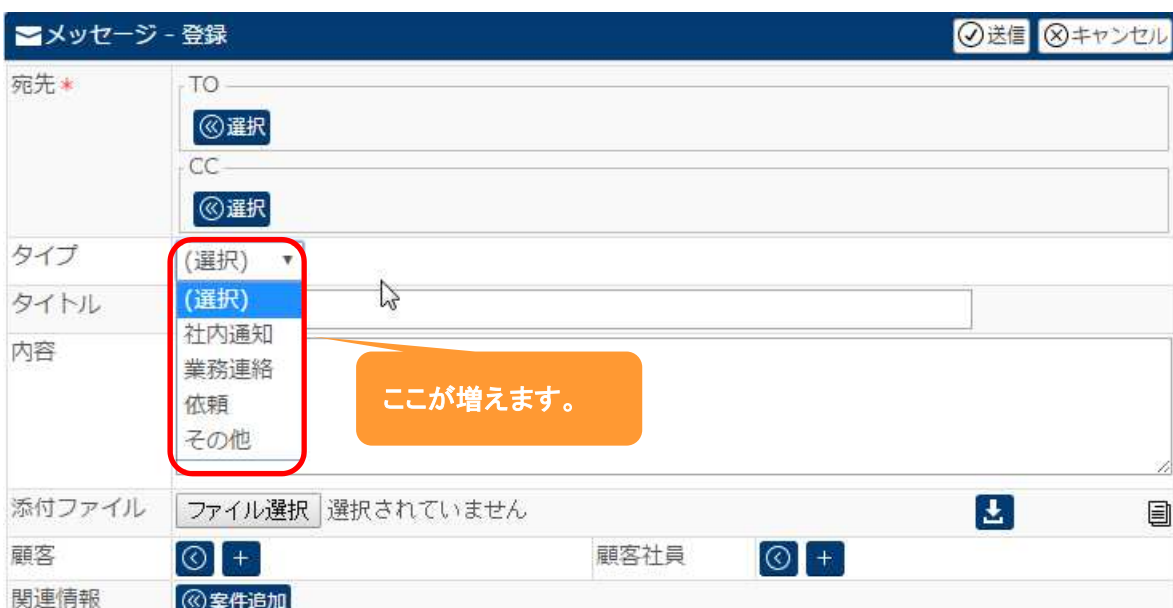 メッセージ - 登録
送信 キャンセル
宛先*
TO
選択
CC
選択
タイプ
(選択)
(選択)
社内通知
業務連絡
依頼
その他
タイトル
内容
ここが増えます。
添付ファイル
ファイル選択 選択されていません
顧客 + 顧客社員 +
関連情報 案件追加